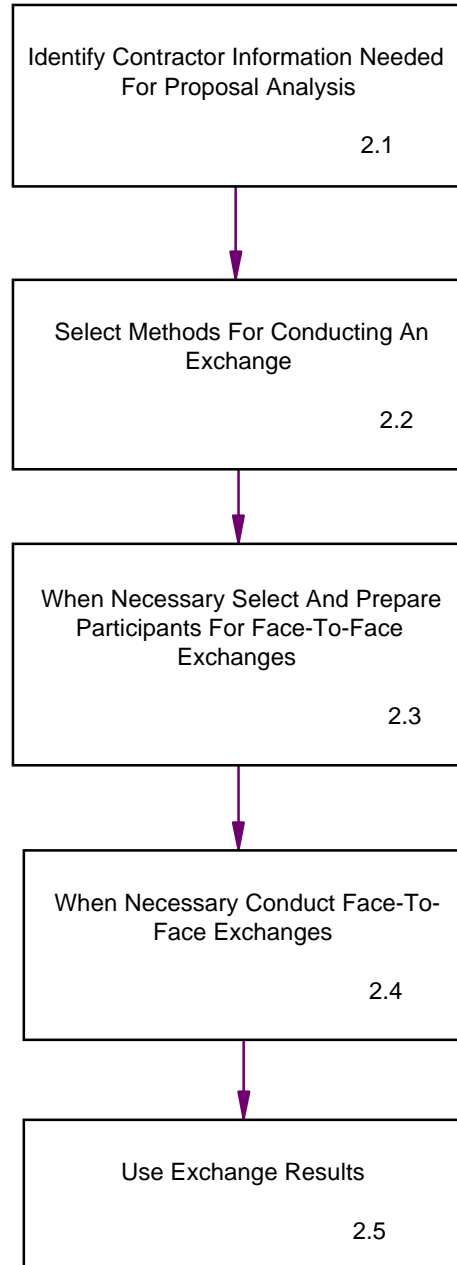 Identify Contractor Information Needed
For Proposal Analysis
2.1
Select Methods For Conducting An
Exchange
2.2
When Necessary Select And Prepare
Participants For Face-To-Face
Exchanges
2.3
When Necessary Conduct Face-To-
Face Exchanges
2.4
Use Exchange Results
2.5